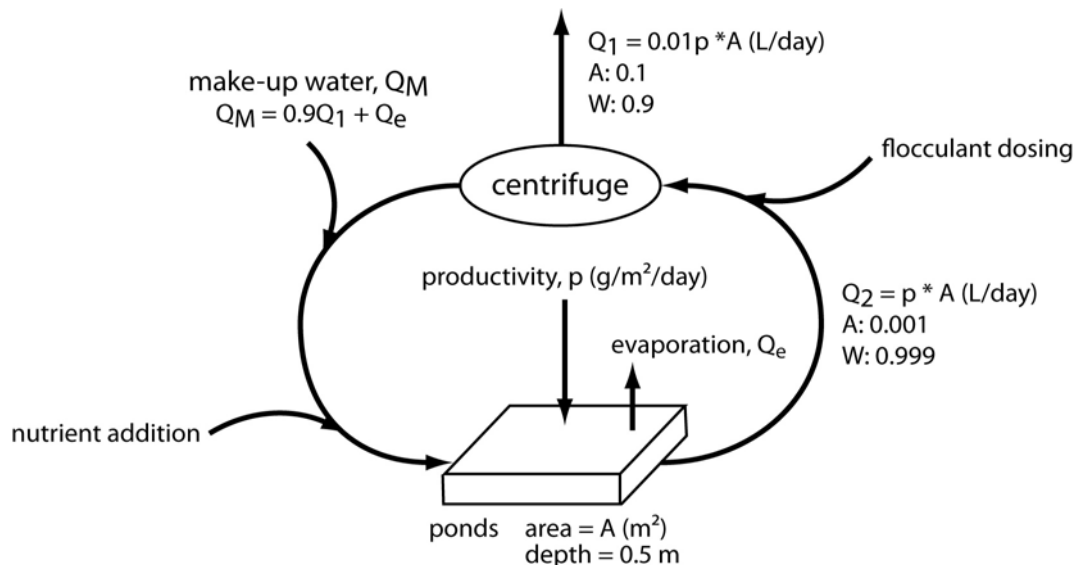 Q₁ = 0.01p *A (L/day)
A: 0.1
W: 0.9
make-up water, QM
QM = 0.9Q₁ + Qₑ
flocculant dosing
centrifuge
productivity, p (g/m²/day)
Q₂ = p * A (L/day)
A: 0.001
W: 0.999
evaporation, Qₑ
nutrient addition
ponds area = A (m²)
depth = 0.5 m